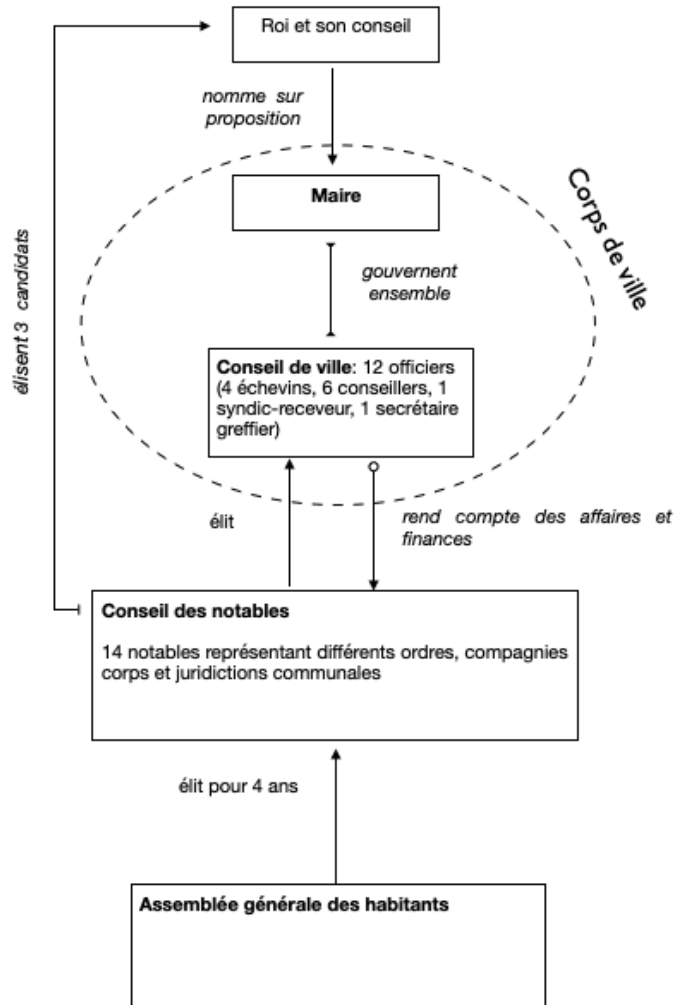 Roi et son conseil
nomme sur
proposition
Maire
Corps de ville
gouvernent
ensemble
élisent 3 candidats
Conseil de ville: 12 officiers
(4 échevins, 6 conseillers, 1
syndic-receveur, 1 secrétaire
greffier)
élit
rend compte des affaires et
finances
Conseil des notables
14 notables représentant différents ordres, compagnies
corps et juridictions communales
élit pour 4 ans
Assemblée générale des habitants